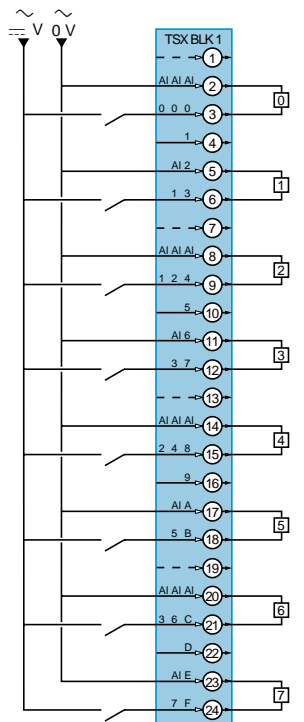 ⎓ V 0 V
TSX BLK 1
1
AI AI AI 2
0
0 0 0 3
1 4
AI 2 5
1
1 3 6
7
AI AI AI 8
2
1 2 4 9
5 10
AI 6 11
3
3 7 12
13
AI AI AI 14
4
2 4 8 15
9 16
AI A 17
5
5 B 18
19
AI AI AI 20
6
3 6 C 21
D 22
AI E 23
7
7 F 24